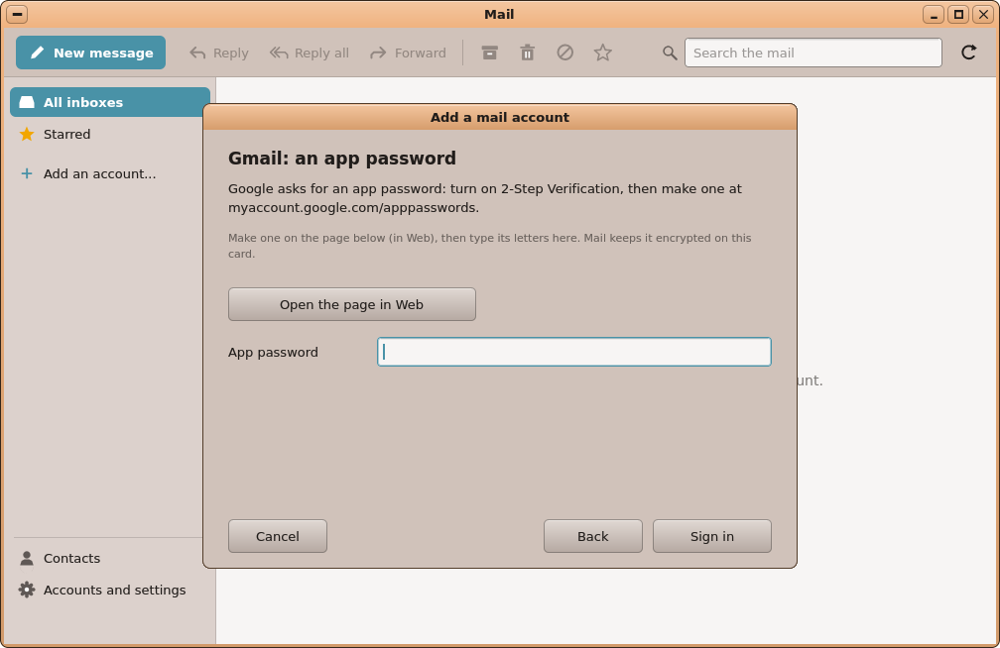 Mail
New message
Reply
Reply all
Forward
Search the mail
All inboxes
Starred
Add an account...
Contacts
Accounts and settings
Add a mail account
Gmail: an app password
Google asks for an app password: turn on 2-Step Verification, then make one at
myaccount.google.com/apppasswords.
Make one on the page below (in Web), then type its letters here. Mail keeps it encrypted on this
card.
Open the page in Web
App password
Cancel
Back
Sign in